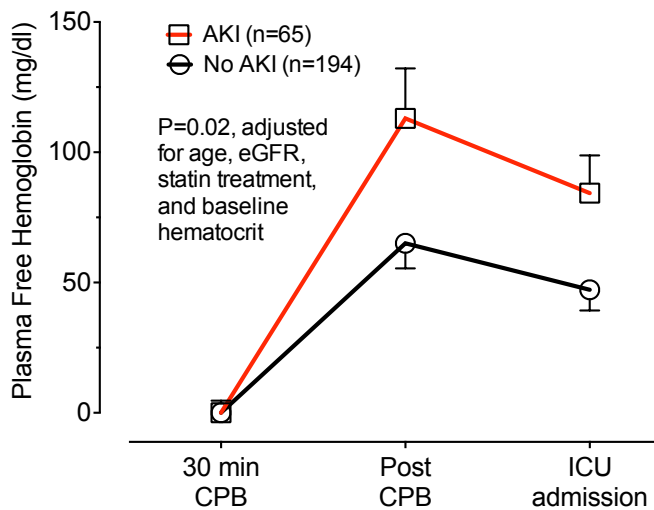 Plasma Free Hemoglobin (mg/dl)
150
100
50
0
AKI (n=65)
No AKI (n=194)
P=0.02, adjusted
for age, eGFR,
statin treatment,
and baseline
hematocrit
30 min
CPB
Post
CPB
ICU
admission